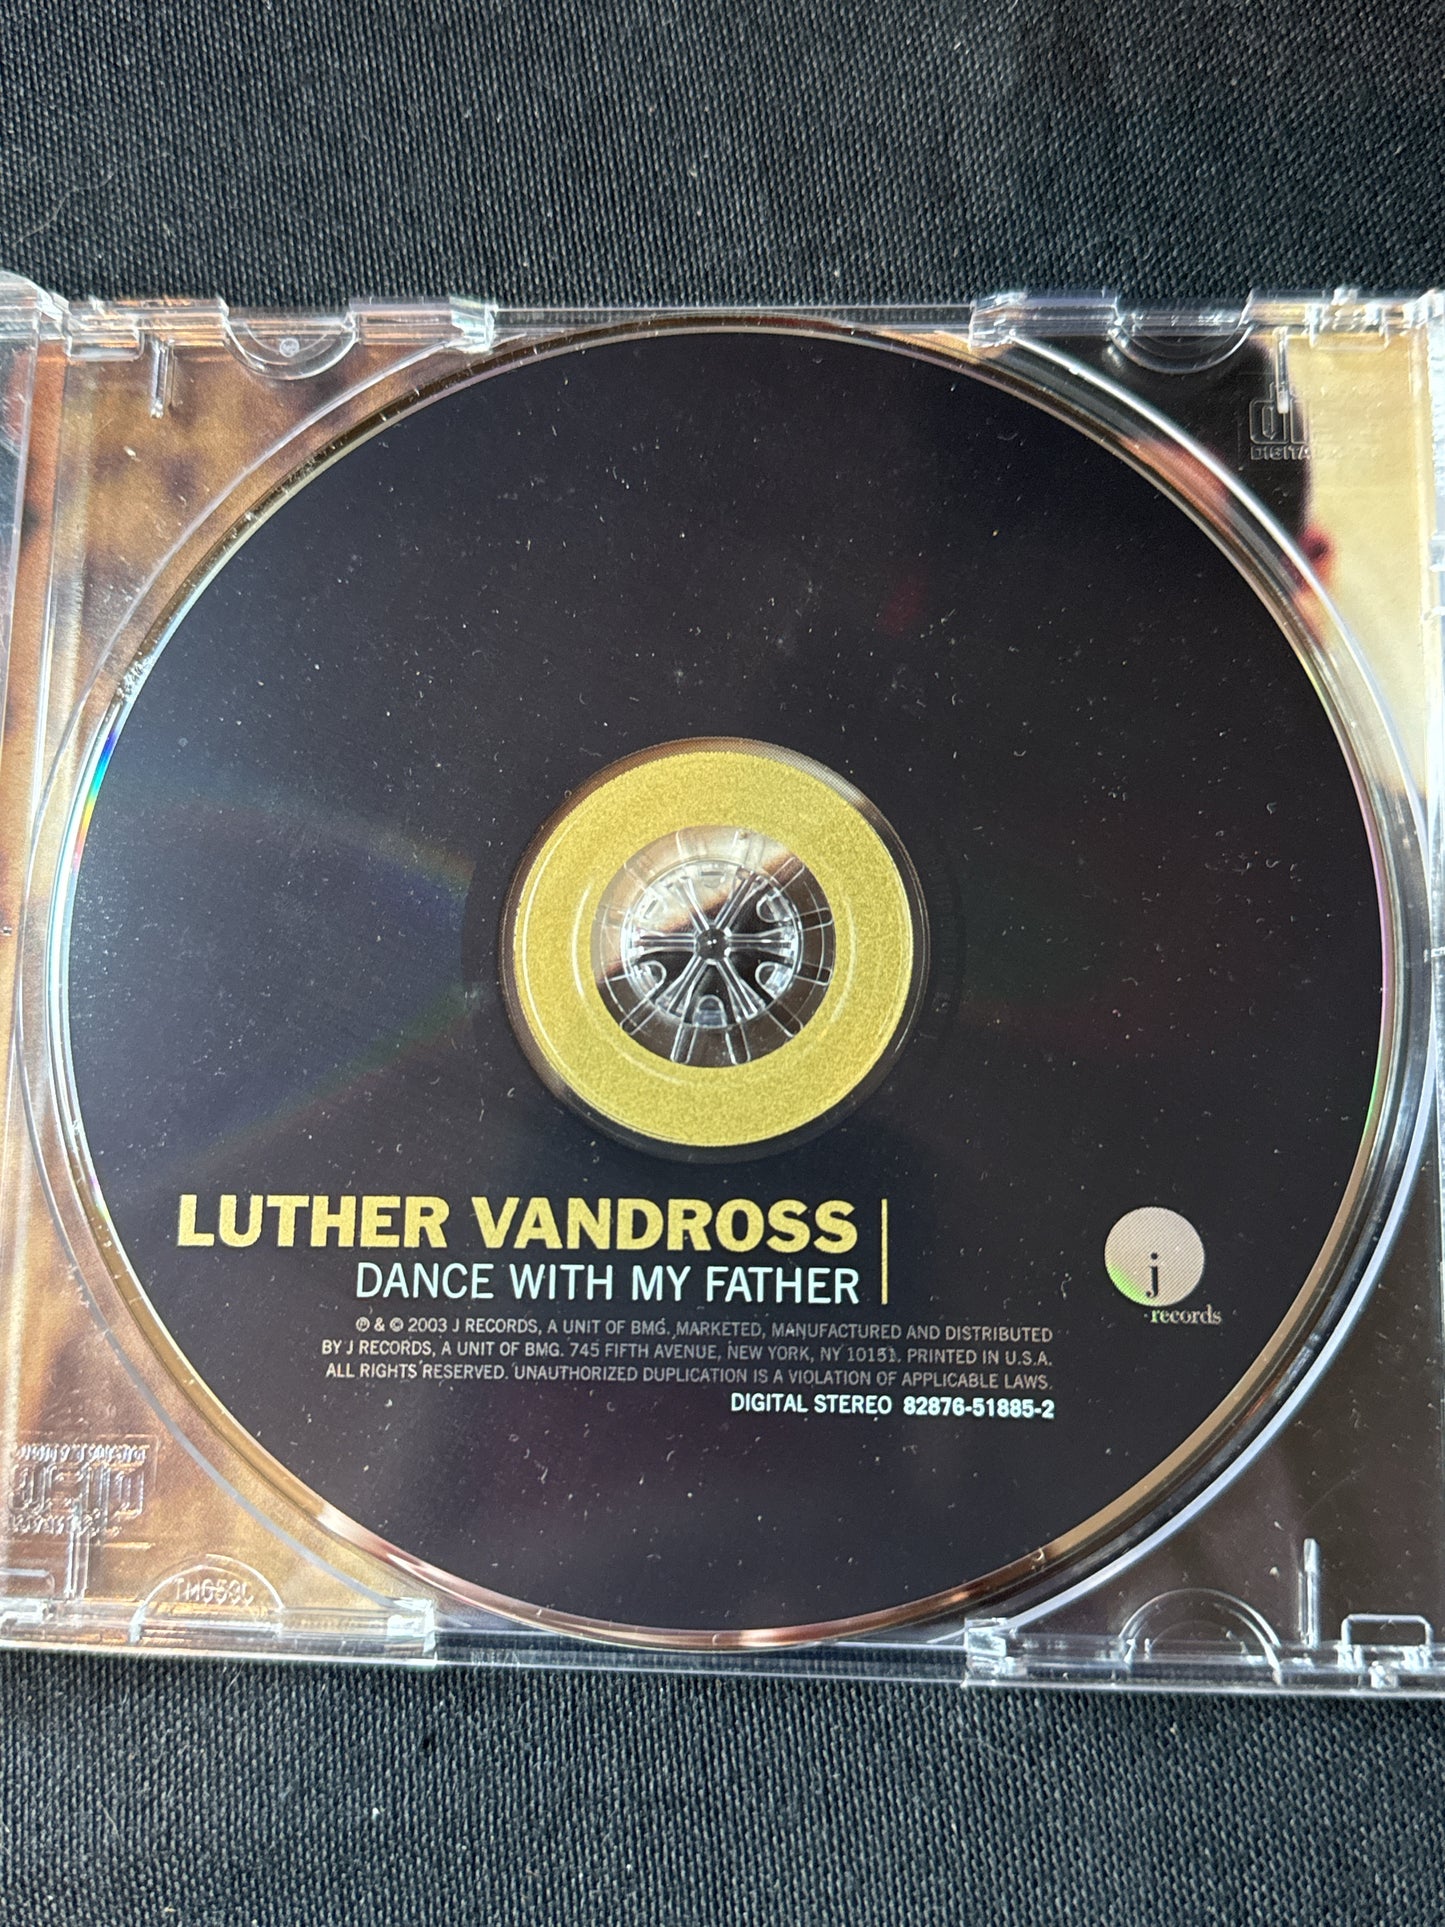 DIGITAL
LUTHER VANDROSS
DANCE WITH MY FATHER
j
records
℗ & © 2003 J RECORDS, A UNIT OF BMG. MARKETED, MANUFACTURED AND DISTRIBUTED
BY J RECORDS, A UNIT OF BMG. 745 FIFTH AVENUE, NEW YORK, NY 10151. PRINTED IN U.S.A.
ALL RIGHTS RESERVED. UNAUTHORIZED DUPLICATION IS A VIOLATION OF APPLICABLE LAWS.
DIGITAL STEREO 82876-51885-2